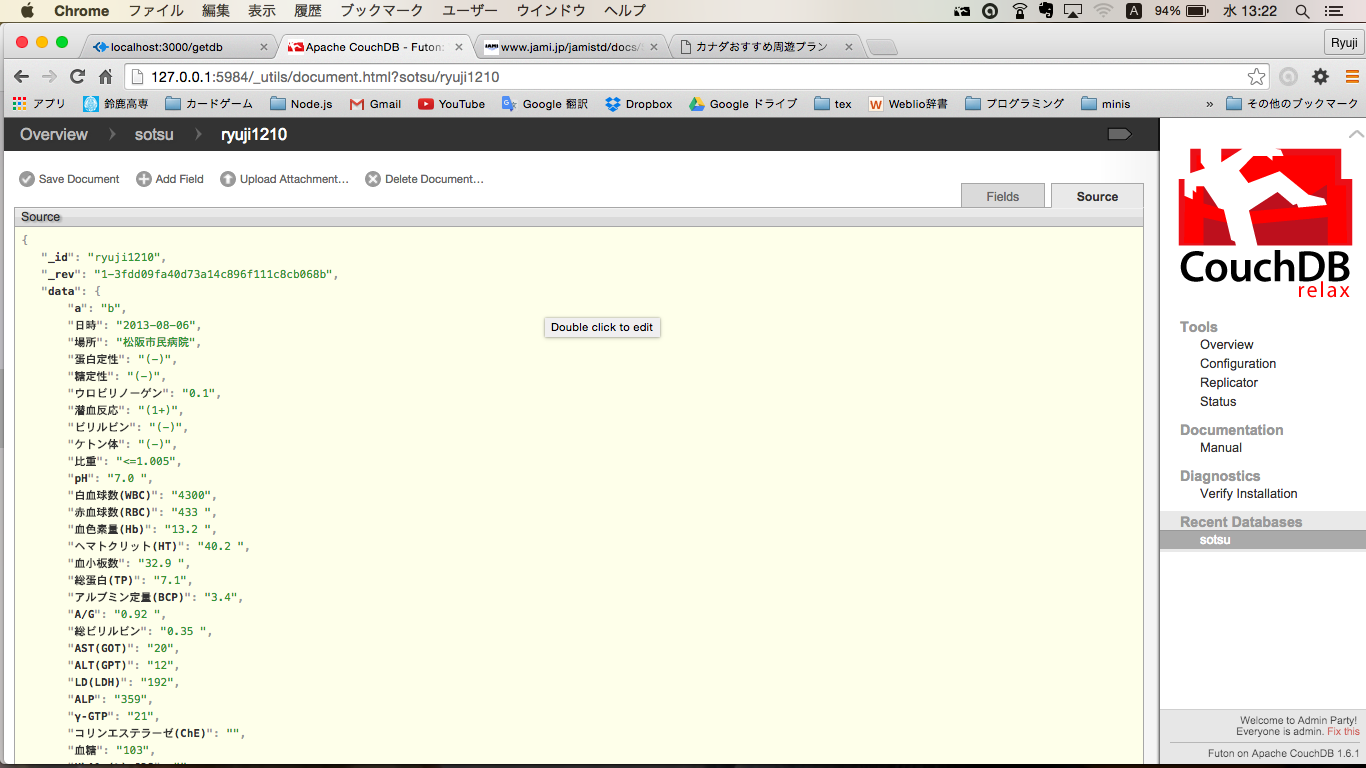 Chrome ファイル 編集 表示 履歴 ブックマーク ユーザー ウインドウ ヘルプ A 94% 水 13:22
localhost:3000/getdb Apache CouchDB - Futon: JAMI www.jami.jp/jamistd/docs/ カナダおすすめ周遊プラン Ryuji
127.0.0.1:5984/_utils/document.html?sotsu/ryuji1210
アプリ 鈴鹿高専 カードゲーム Node.js Gmail YouTube Google 翻訳 Dropbox Google ドライブ tex Weblio辞書 プログラミング minis » その他のブックマーク
Overview sotsu ryuji1210
Save Document Add Field Upload Attachment… Delete Document…
Fields Source
Source
{
"_id": "ryuji1210",
"_rev": "1-3fdd09fa40d73a14c896f111c8cb068b",
"data": {
"a": "b",
"日時": "2013-08-06",
"場所": "松阪市民病院",
"蛋白定性": "(-)",
"糖定性": "(-)",
"ウロビリノーゲン": "0.1",
"潜血反応": "(1+)",
"ビリルビン": "(-)",
"ケトン体": "(-)",
"比重": "<=1.005",
"pH": "7.0 ",
"白血球数(WBC)": "4300",
"赤血球数(RBC)": "433 ",
"血色素量(Hb)": "13.2 ",
"ヘマトクリット(HT)": "40.2 ",
"血小板数": "32.9 ",
"総蛋白(TP)": "7.1",
"アルブミン定量(BCP)": "3.4",
"A/G": "0.92 ",
"総ビリルビン": "0.35 ",
"AST(GOT)": "20",
"ALT(GPT)": "12",
"LD(LDH)": "192",
"ALP": "359",
"γ-GTP": "21",
"コリンエステラーゼ(ChE)": "",
"血糖": "103",
Double click to edit
CouchDB
relax
Tools
Overview
Configuration
Replicator
Status
Documentation
Manual
Diagnostics
Verify Installation
Recent Databases
sotsu
Welcome to Admin Party!
Everyone is admin. Fix this
Futon on Apache CouchDB 1.6.1